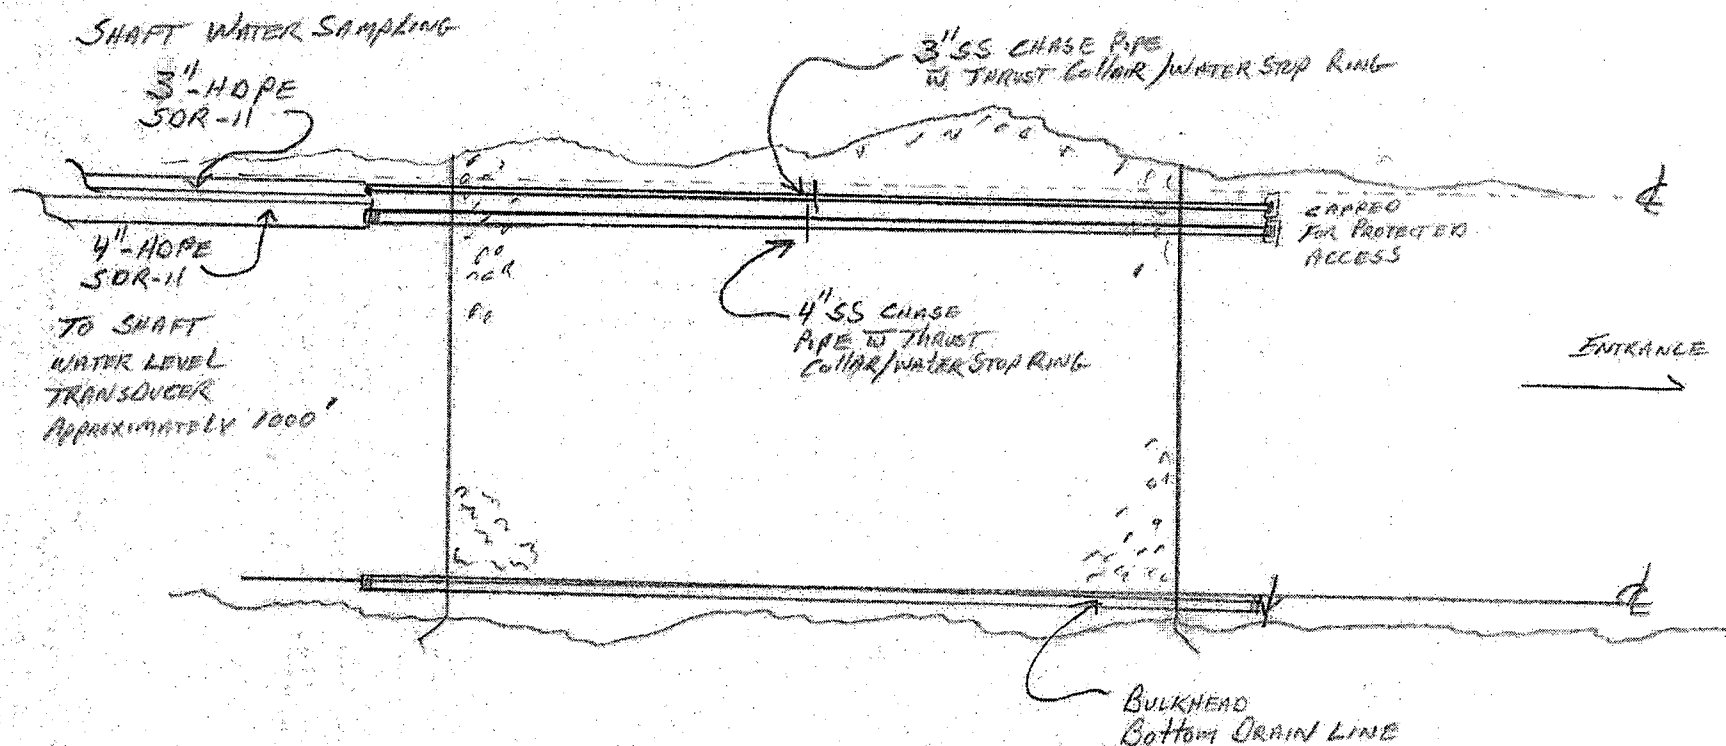 SHAFT WATER SAMPLING
3"-HDPE
SDR-11
3" SS CHASE PIPE
W THRUST COLLAIR/WATER STOP RING
4"-HDPE
SDR-11
CAPPED
FOR PROTECTED
ACCESS
4" SS CHASE
PIPE W THRUST
COLLAR/WATER STOP RING
TO SHAFT
WATER LEVEL
TRANSDUCER
APPROXIMATELY 1000'
ENTRANCE
BULKHEAD
BOTTOM DRAIN LINE